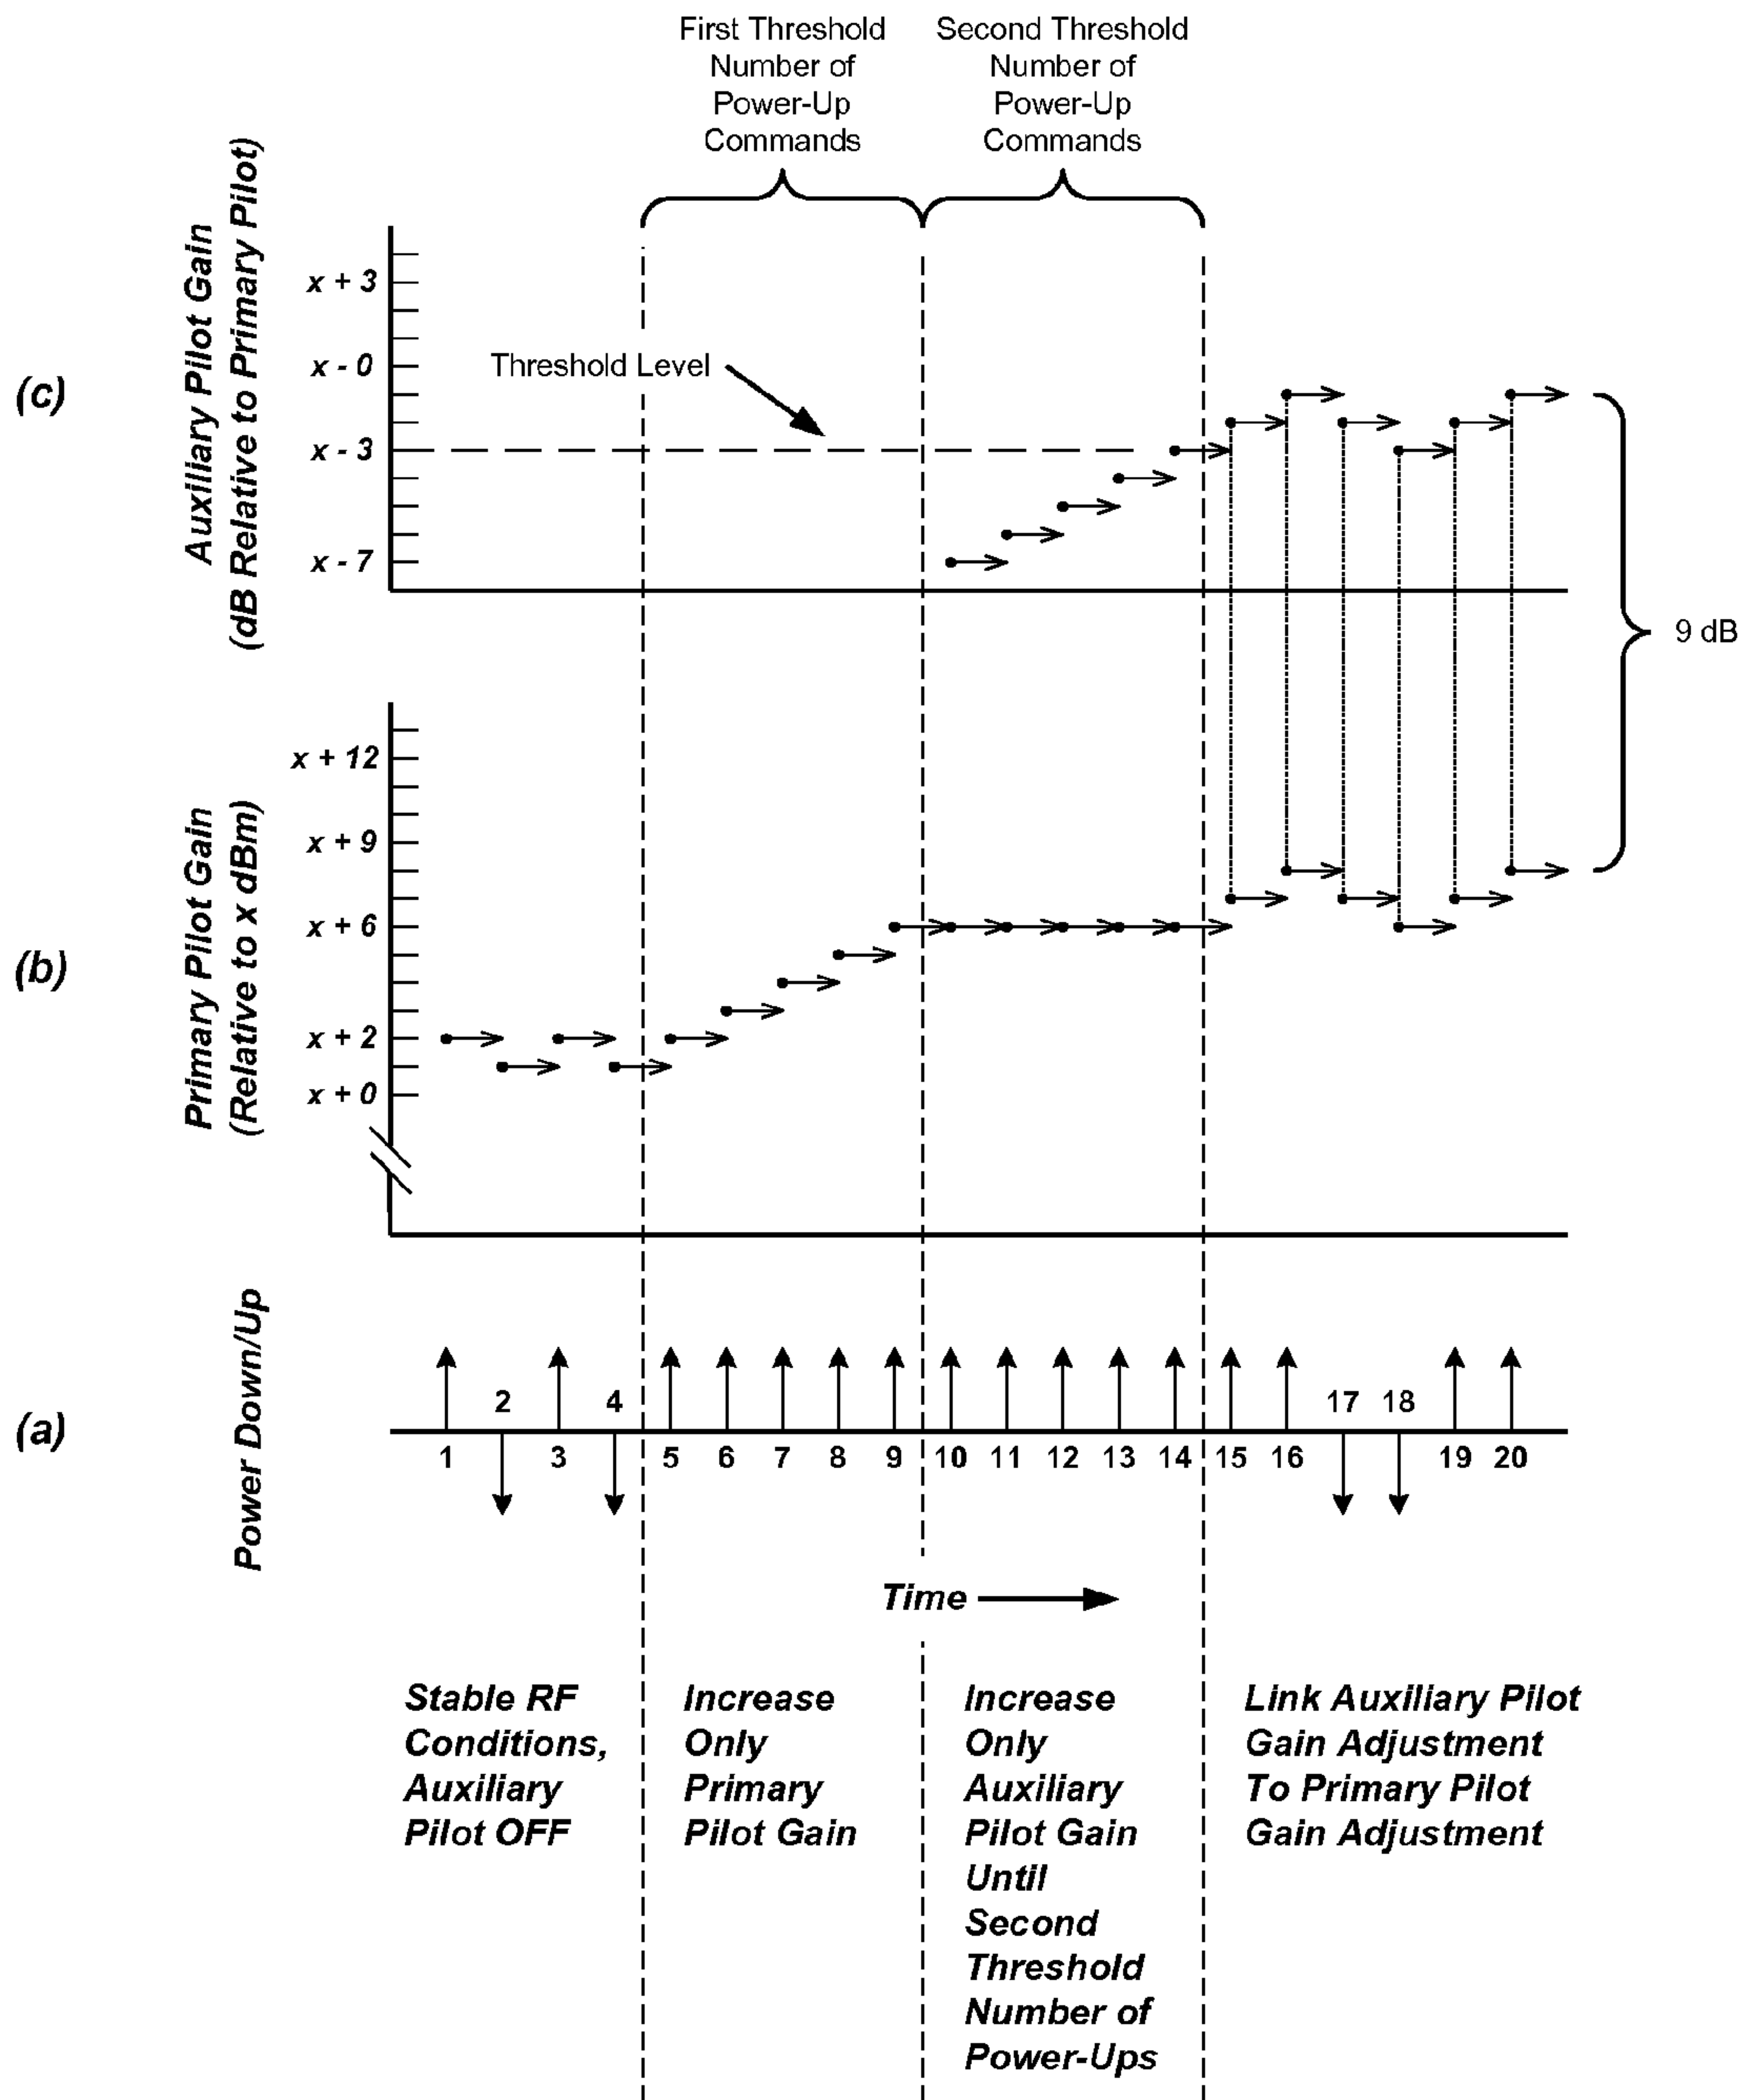 First Threshold
Number of
Power-Up
Commands
Second Threshold
Number of
Power-Up
Commands
(c)
Auxiliary Pilot Gain
(dB Relative to Primary Pilot)
x + 3
x - 0
x - 3
x - 7
Threshold Level
9 dB
(b)
Primary Pilot Gain
(Relative to x dBm)
x + 12
x + 9
x + 6
x + 2
x + 0
(a)
Power Down/Up
2
4
17
18
1
3
5
6
7
8
9
10
11
12
13
14
15
16
19
20
Time
Stable RF
Conditions,
Auxiliary
Pilot OFF
Increase
Only
Primary
Pilot Gain
Increase
Only
Auxiliary
Pilot Gain
Until
Second
Threshold
Number of
Power-Ups
Link Auxiliary Pilot
Gain Adjustment
To Primary Pilot
Gain Adjustment